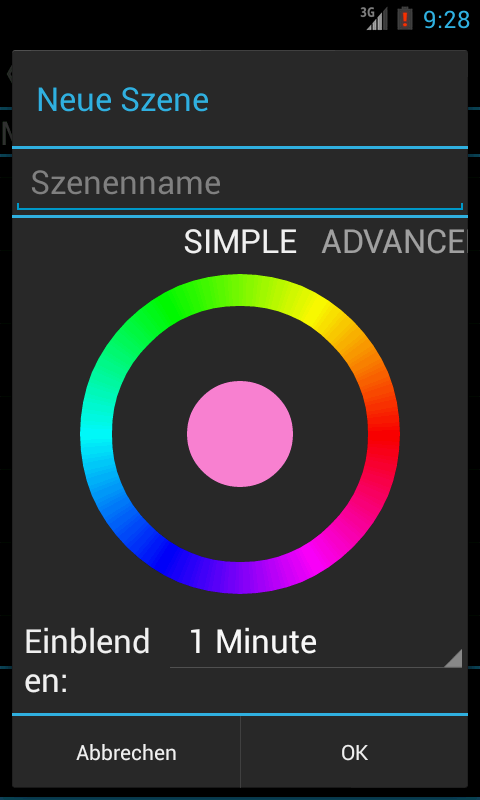 3G 9:28
Neue Szene
Szenenname
SIMPLE ADVANCE
Einblend
en:
1 Minute
Abbrechen OK